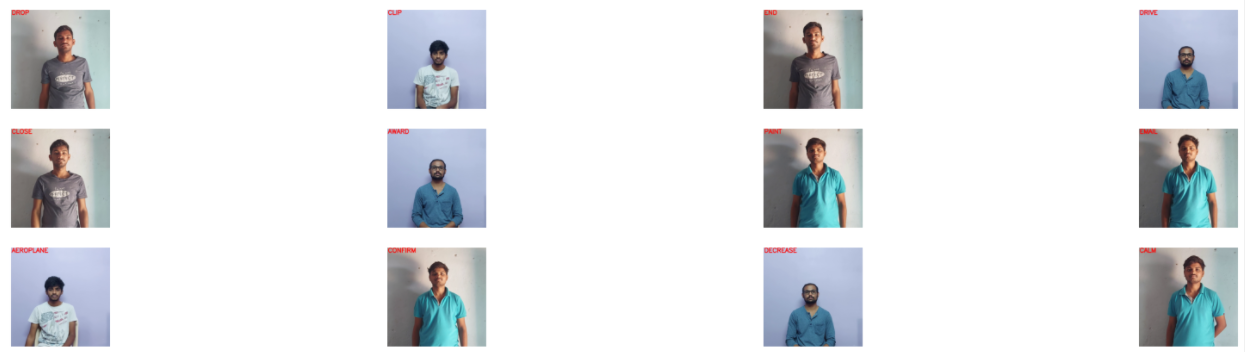 DROP
CLIP
END
DRIVE
CLOSE
AWARD
PAINT
EMAIL
AEROPLANE
CONFIRM
DECREASE
CALM